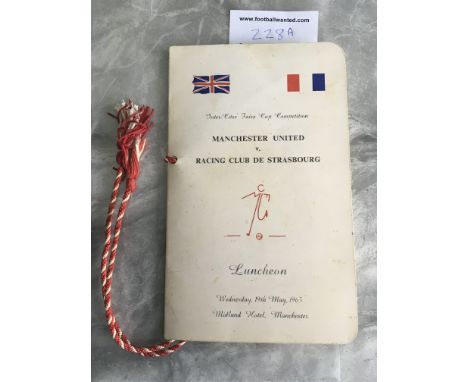 www.footballwanted.com
228A
Inter-Cities Fairs Cup Competition
MANCHESTER UNITED
v.
RACING CLUB DE STRASBOURG
Luncheon
Wednesday, 19th May, 1965
Midland Hotel, Manchester